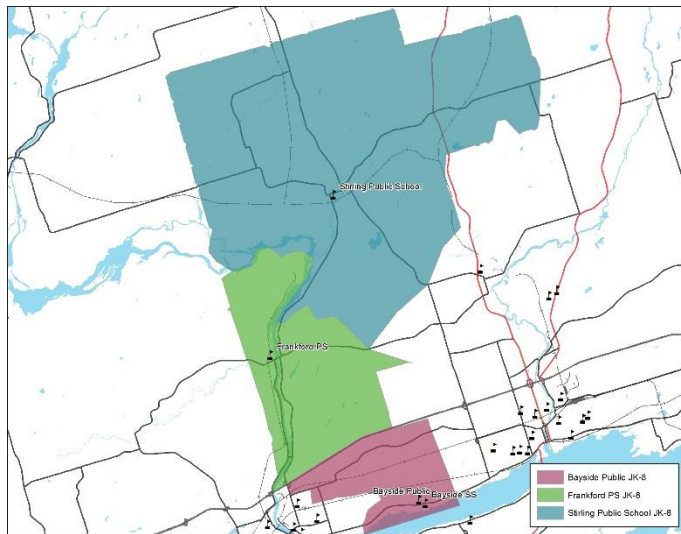 Stirling Public School
Frankford PS
Bayside Public
Bayside SS
Bayside Public JK-8
Frankford PS JK-8
Stirling Public School JK-8